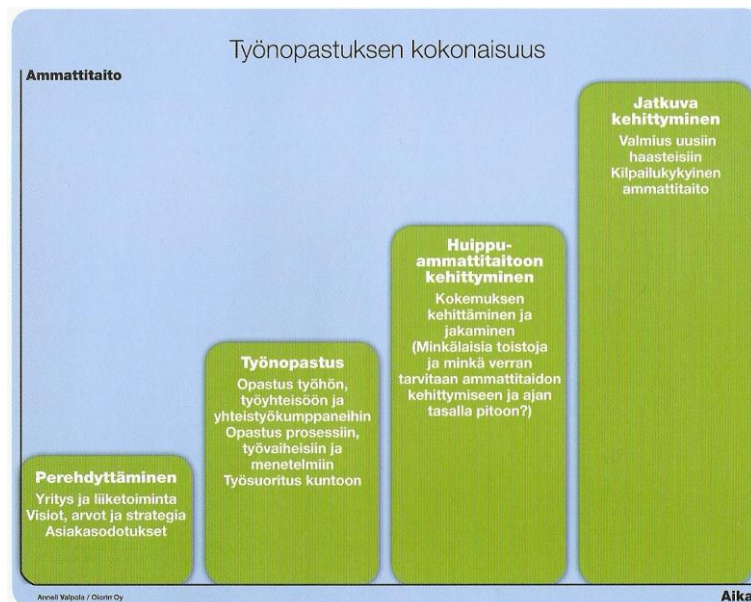 Työnopastuksen kokonaisuus
Ammattitaito
Jatkuva
kehittyminen
Valmius uusiin
haasteisiin
Kilpailukykyinen
ammattitaito
Huippu-
ammattitaitoon
kehittyminen
Kokemuksen
kehittäminen ja
jakaminen
(Minkälaisia toistoja
ja minkä verran
tarvitaan ammattitaidon
kehittymiseen ja ajan
tasalla pitoon?)
Työnopastus
Opastus työhön,
työyhteisöön ja
yhteistyökumppaneihin
Opastus prosessiin,
työvaiheisiin ja
menetelmiin
Työsuoritus kuntoon
Perehdyttäminen
Yritys ja liiketoiminta
Visiot, arvot ja strategia
Asiakasodotukset
Anneli Valpola / Olorin Oy
Aika